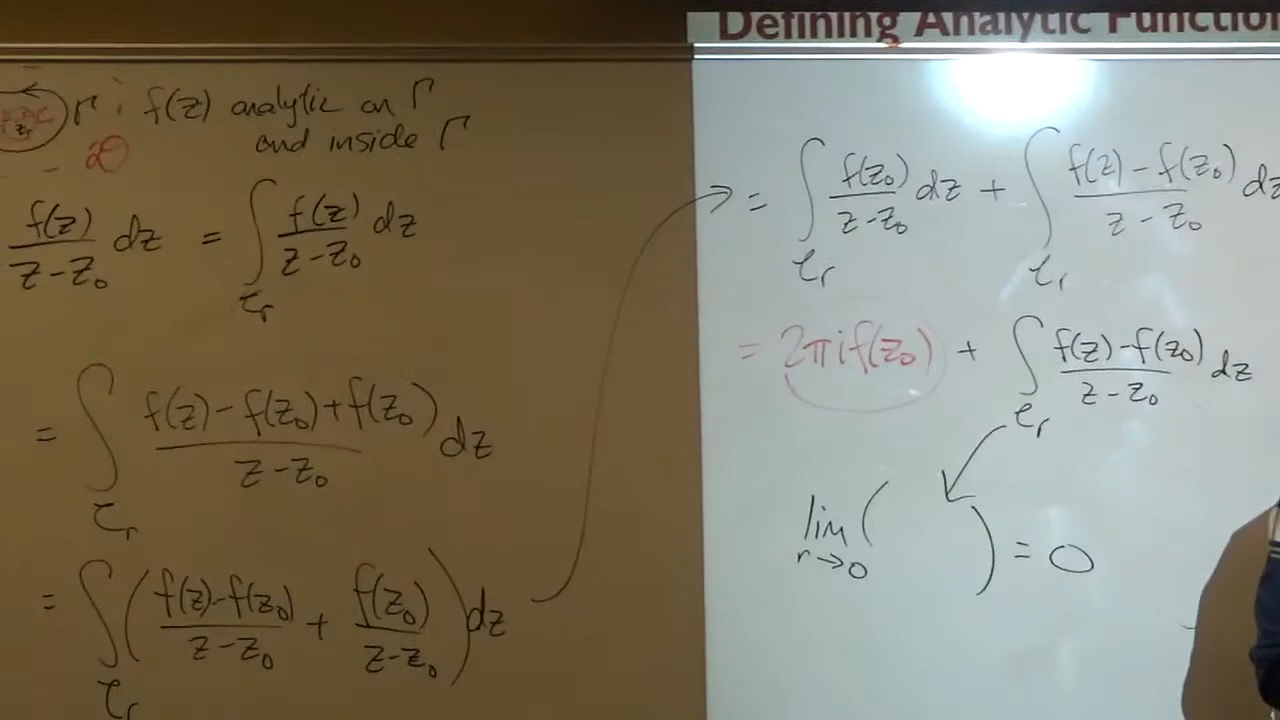 Defining Analytic Function
Γ : f(z) analytic on Γ
and inside Γ
z₀
f(z)/(z-z₀) dz = ∫_{C_r} f(z)/(z-z₀) dz
= ∫_{C_r} (f(z)-f(z₀)+f(z₀))/(z-z₀) dz
= ∫_{C_r} ( (f(z)-f(z₀))/(z-z₀) + f(z₀)/(z-z₀) ) dz
= ∫_{C_r} f(z₀)/(z-z₀) dz + ∫_{C_r} (f(z)-f(z₀))/(z-z₀) dz
= 2πif(z₀) + ∫_{C_r} (f(z)-f(z₀))/(z-z₀) dz
lim_{r→0} ( ) = 0